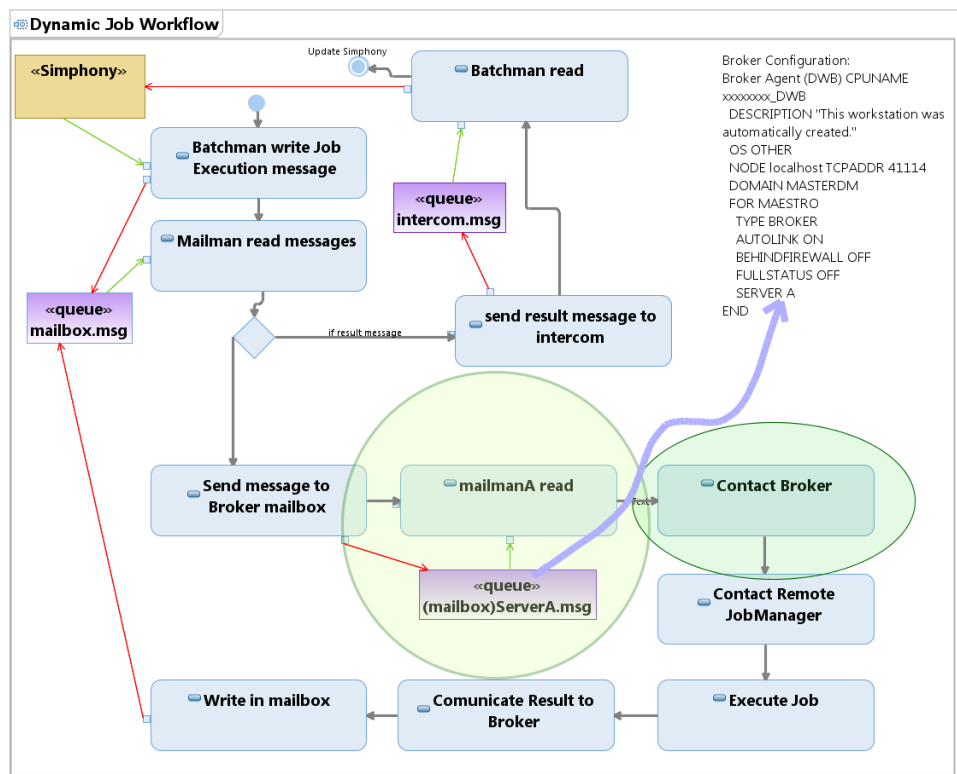 Dynamic Job Workflow
«Simphony»
Update Simphony
Batchman read
Broker Configuration:
Broker Agent (DWB) CPUNAME
xxxxxxxx_DWB
DESCRIPTION "This workstation was
automatically created."
OS OTHER
NODE localhost TCPADDR 41114
DOMAIN MASTERDM
FOR MAESTRO
TYPE BROKER
AUTOLINK ON
BEHINDFIREWALL OFF
FULLSTATUS OFF
SERVER A
END
Batchman write Job
Execution message
«queue»
intercom.msg
Mailman read messages
«queue»
mailbox.msg
if result message
send result message to
intercom
Send message to
Broker mailbox
mailmanA read
Text
Contact Broker
«queue»
(mailbox)ServerA.msg
Contact Remote
JobManager
Write in mailbox
Comunicate Result to
Broker
Execute Job